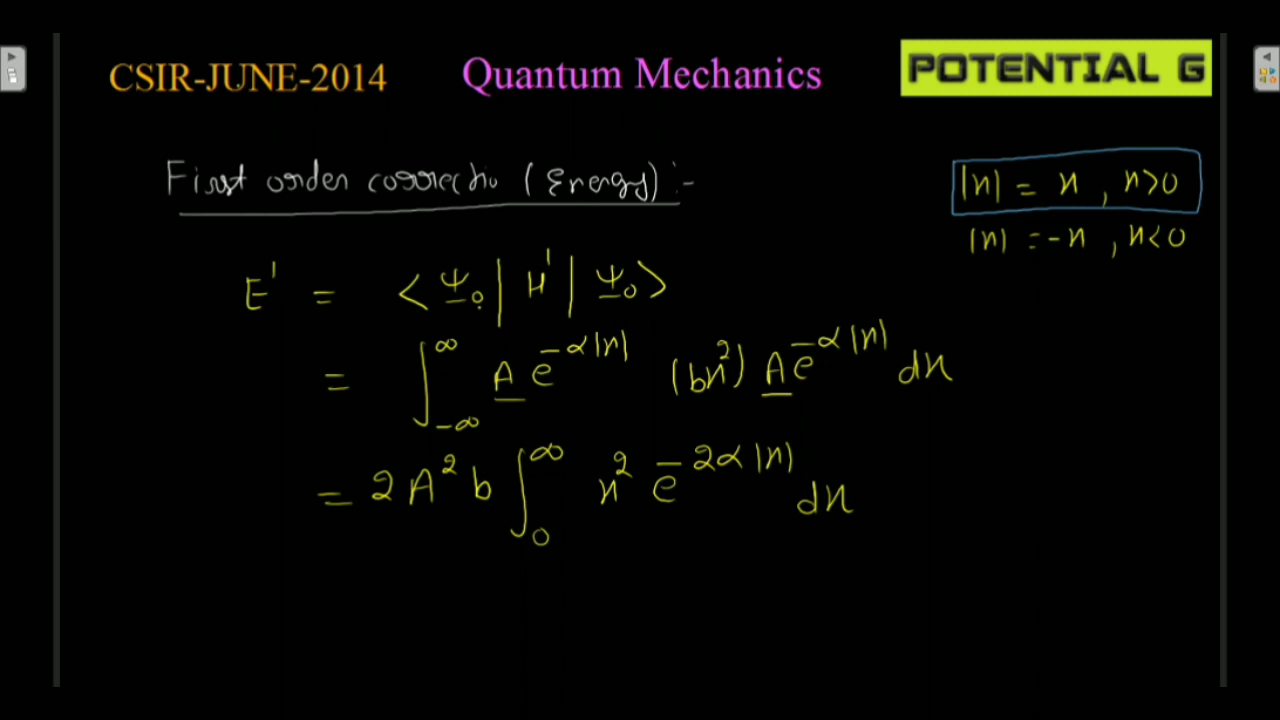 CSIR-JUNE-2014 Quantum Mechanics POTENTIAL G
First order correctio (Energy) :-
|x| = x , x>0
|x| = -x , x<0
E' = <Ψ₀| H' |Ψ₀>
= ∫_{-∞}^{∞} A e^{-α|x|} (bx²) A e^{-α|x|} dx
= 2A²b ∫_{0}^{∞} x² e^{-2α|x|} dx